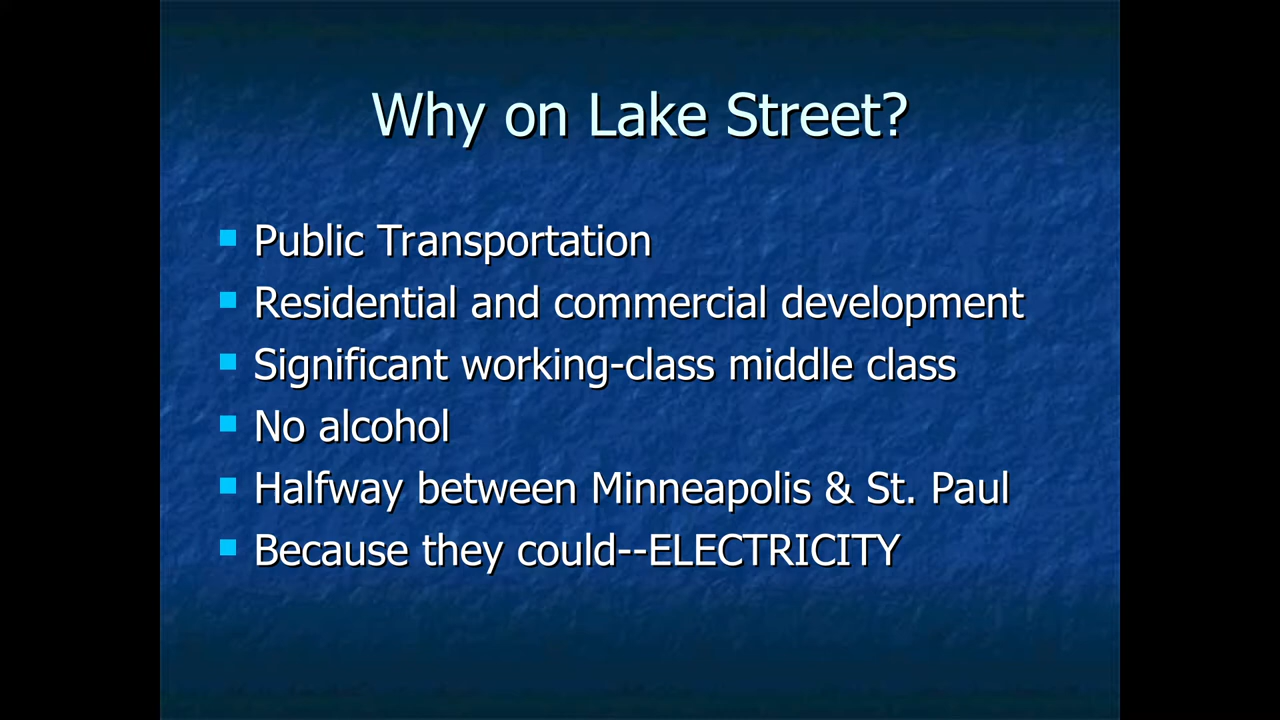 Why on Lake Street?
Public Transportation
Residential and commercial development
Significant working-class middle class
No alcohol
Halfway between Minneapolis & St. Paul
Because they could--ELECTRICITY